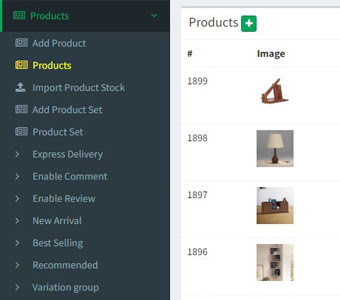 Products
Add Product
Products
Import Product Stock
Add Product Set
Product Set
Express Delivery
Enable Comment
Enable Review
New Arrival
Best Selling
Recommended
Variation group
Products
# Image
1899
1898
1897
1896